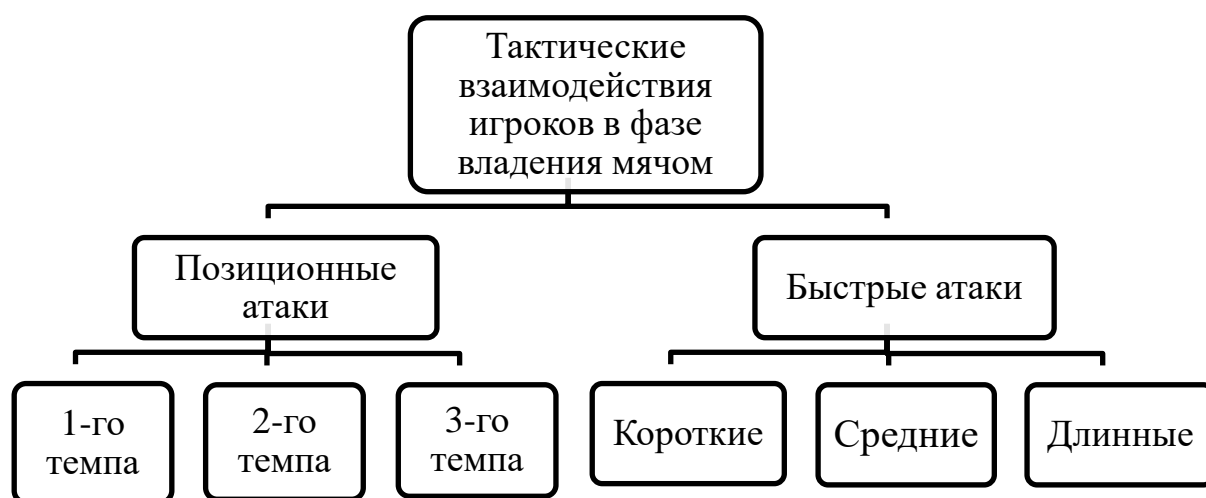 Тактические
взаимодействия
игроков в фазе
владения мячом
Позиционные
атаки
Быстрые атаки
1-го
темпа
2-го
темпа
3-го
темпа
Короткие
Средние
Длинные